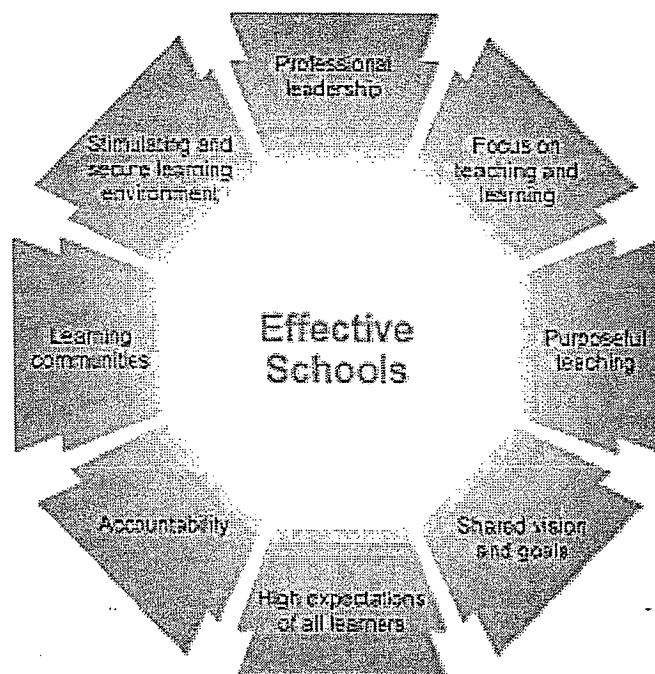 Professional
leadership
Focus on
teaching and
learning
Purposeful
teaching
Shared vision
and goals
High expectations
of all learners
Accountability
Learning
communities
Stimulating and
secure learning
environment
Effective
Schools